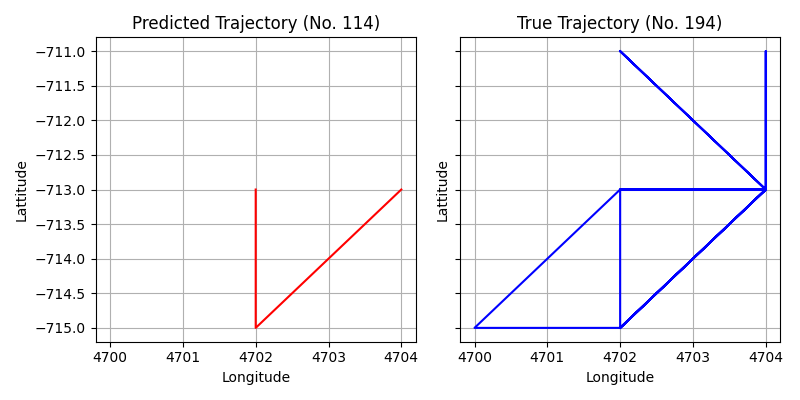 Predicted Trajectory (No. 114)
True Trajectory (No. 194)
−711.0
−711.5
−712.0
−712.5
−713.0
−713.5
−714.0
−714.5
−715.0
Lattitude
Lattitude
4700 4701 4702 4703 4704
4700 4701 4702 4703 4704
Longitude
Longitude